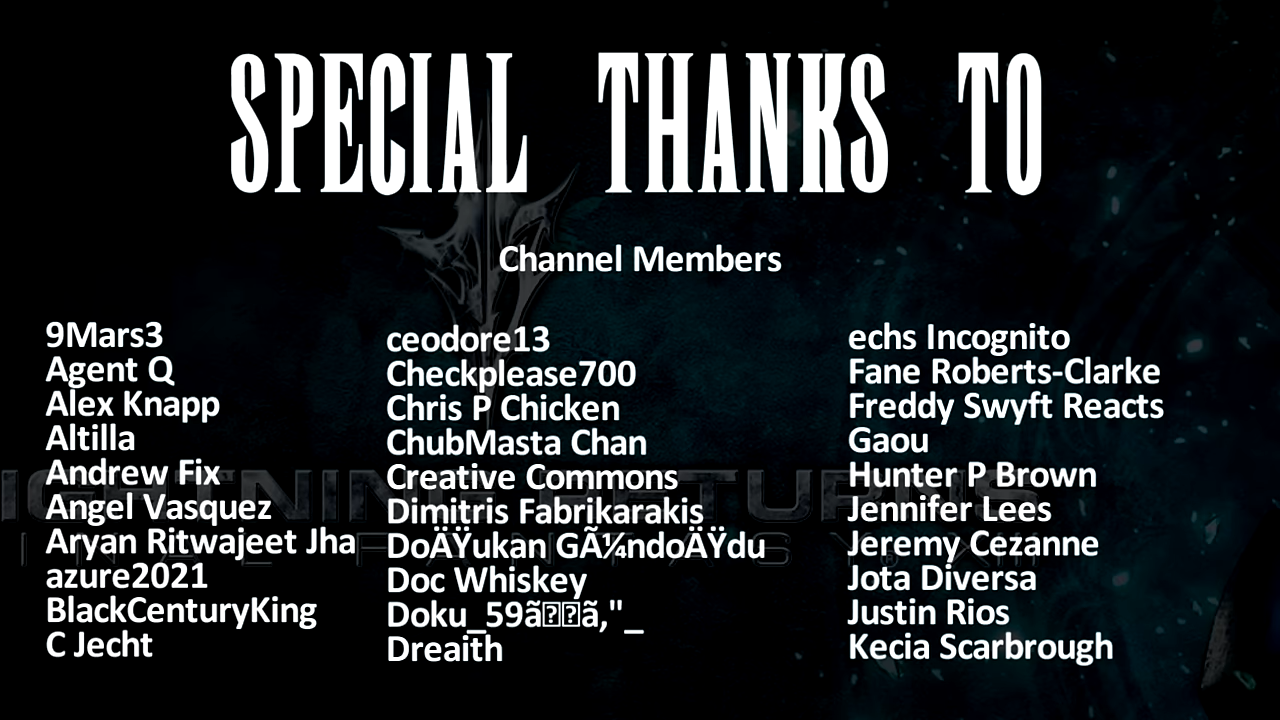 SPECIAL THANKS TO
Channel Members
9Mars3
Agent Q
Alex Knapp
Altilla
Andrew Fix
Angel Vasquez
Aryan Ritwajeet Jha
azure2021
BlackCenturyKing
C Jecht
ceodore13
Checkplease700
Chris P Chicken
ChubMasta Chan
Creative Commons
Dimitris Fabrikarakis
DoÄŸukan GÃ¼ndoÄŸdu
Doc Whiskey
Doku_59ã⍰⍰ã‚"_
Dreaith
echs Incognito
Fane Roberts-Clarke
Freddy Swyft Reacts
Gaou
Hunter P Brown
Jennifer Lees
Jeremy Cezanne
Jota Diversa
Justin Rios
Kecia Scarbrough
IGHTNING RETURNS